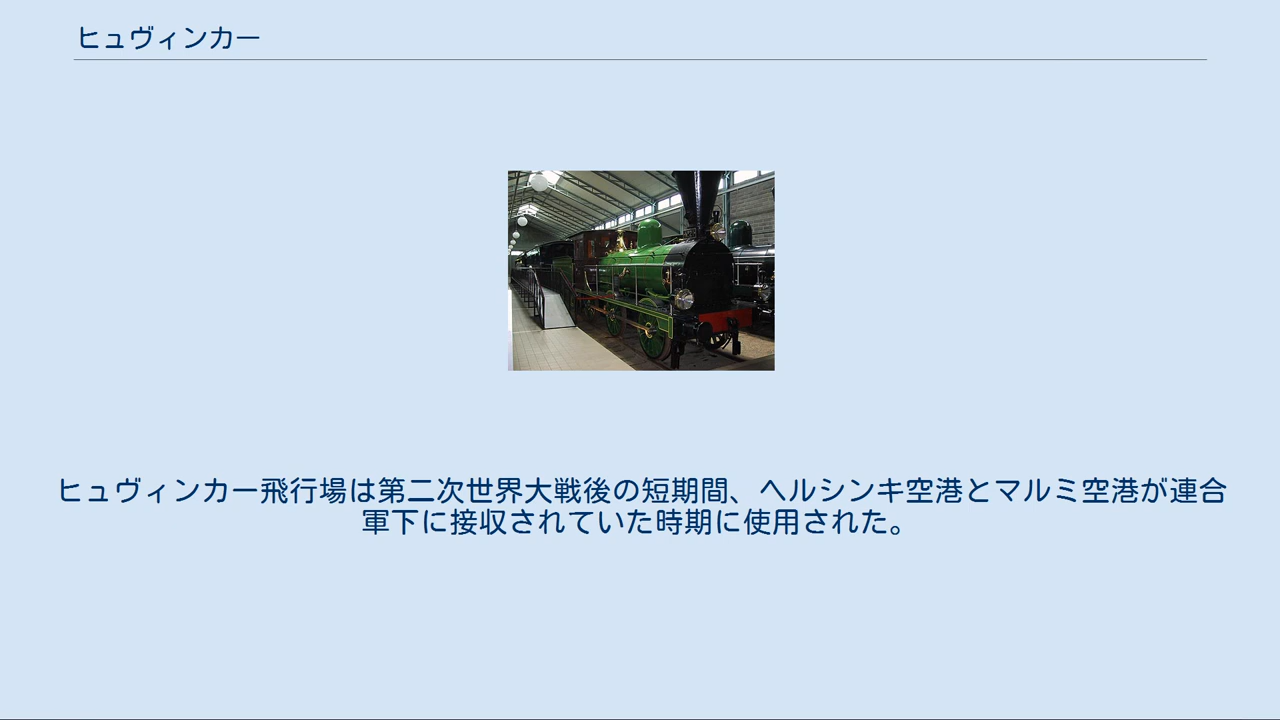 ヒュヴィンカー
ヒュヴィンカー飛行場は第二次世界大戦後の短期間、ヘルシンキ空港とマルミ空港が連合
軍下に接収されていた時期に使用された。